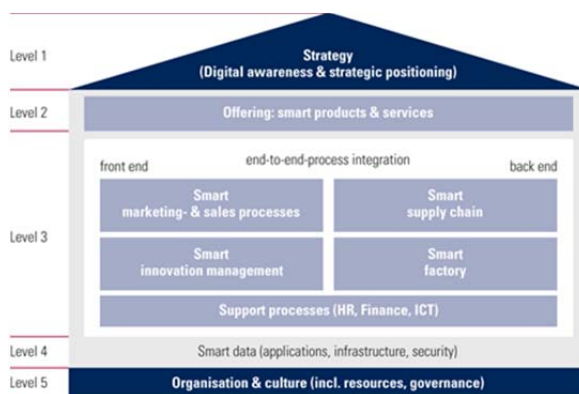 Level 1
Strategy
(Digital awareness & strategic positioning)
Level 2
Offering: smart products & services
Level 3
end-to-end-process integration
front end
back end
Smart
marketing- & sales processes
Smart
supply chain
Smart
innovation management
Smart
factory
Support processes (HR, Finance, ICT)
Level 4
Smart data (applications, infrastructure, security)
Level 5
Organisation & culture (incl. resources, governance)